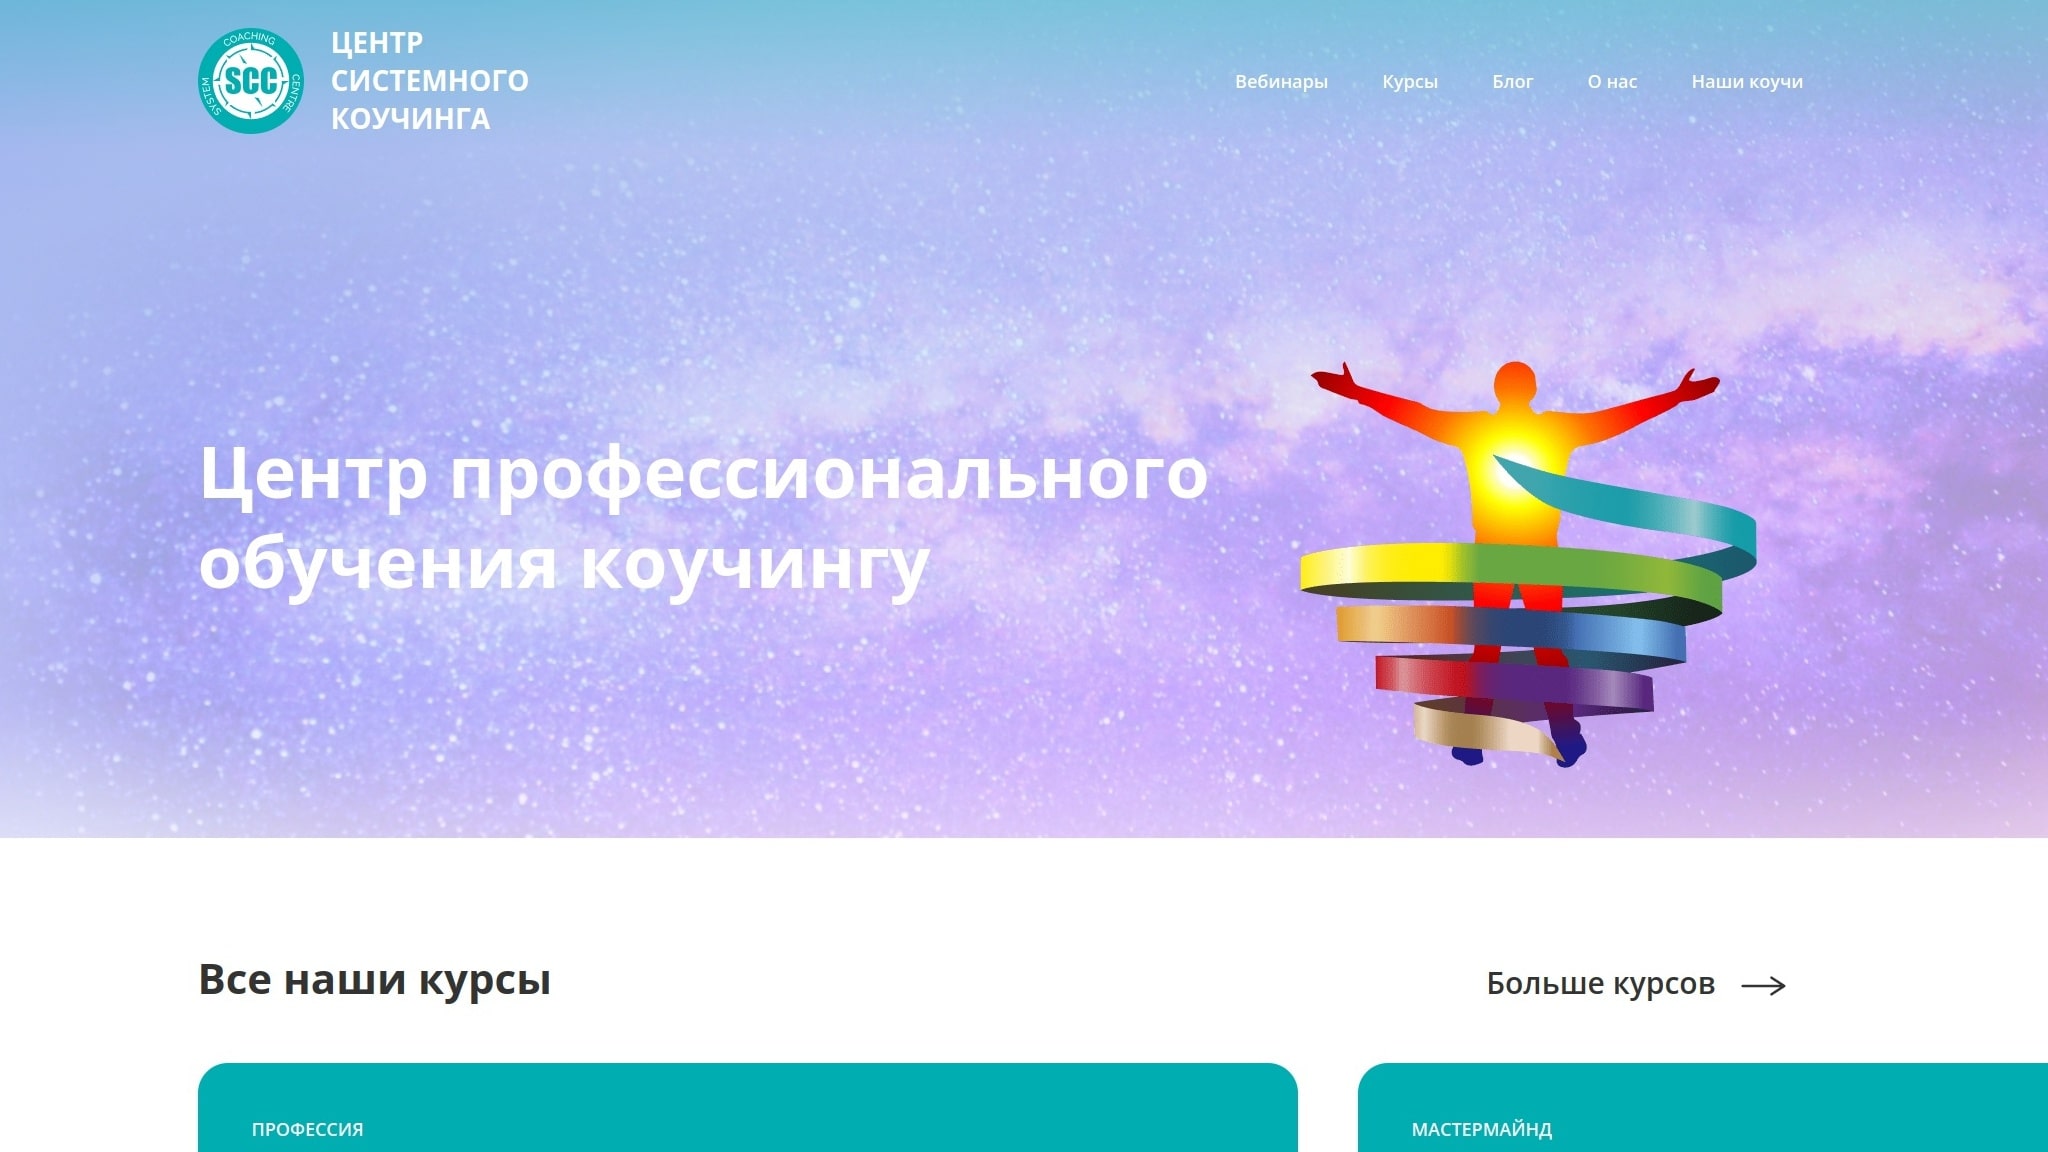 COACHING
SYSTEM
CENTRE
SCC
ЦЕНТР
СИСТЕМНОГО
КОУЧИНГА
Вебинары
Курсы
Блог
О нас
Наши коучи
Центр профессионального
обучения коучингу
Все наши курсы
Больше курсов
ПРОФЕССИЯ
МАСТЕРМАЙНД